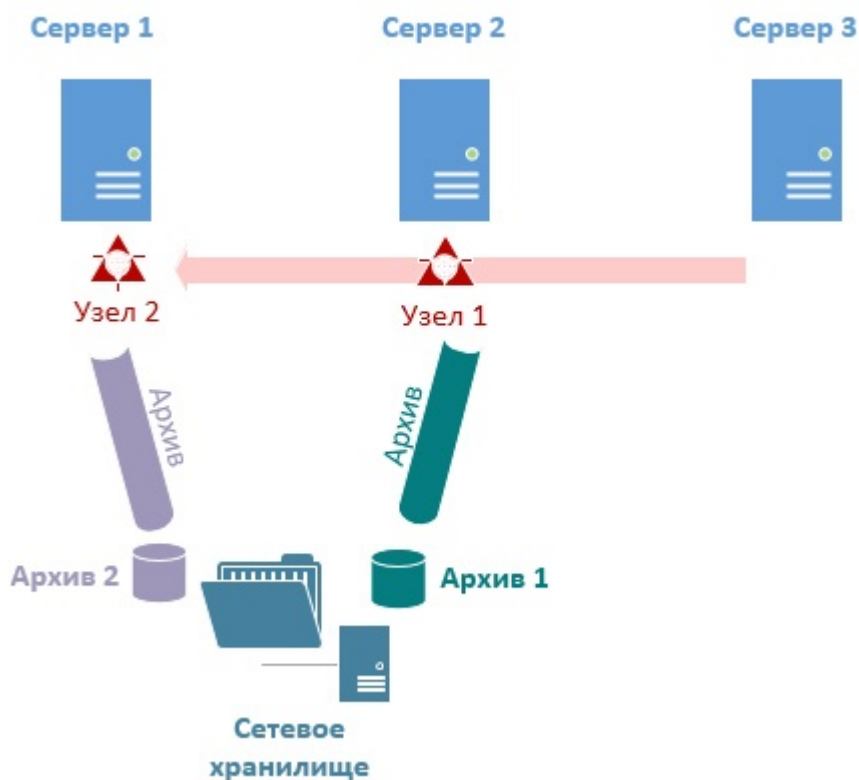 Сервер 1
Сервер 2
Сервер 3
Узел 2
Узел 1
Архив
Архив
Архив 2
Архив 1
Сетевое
хранилище